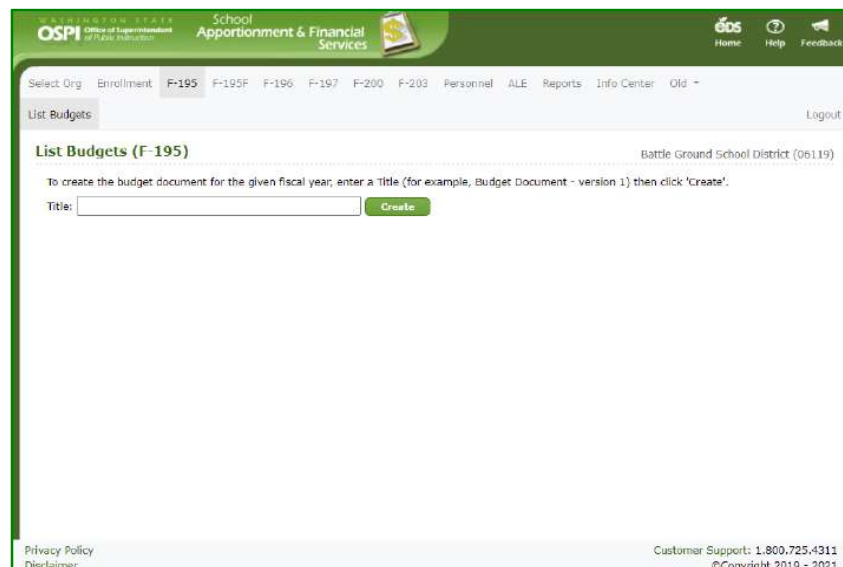 WASHINGTON STATE
OSPI Office of Superintendent
of Public Instruction
School
Apportionment & Financial
Services
eds
Home Help Feedback
Select Org Enrollment F-195 F-195F F-196 F-197 F-200 F-203 Personnel ALE Reports Info Center Old
List Budgets Logout
List Budgets (F-195) Battle Ground School District (06119)
To create the budget document for the given fiscal year, enter a Title (for example, Budget Document - version 1) then click 'Create'.
Title: Create
Privacy Policy Customer Support: 1.800.725.4311
Disclaimer ©Copyright 2019 - 2021